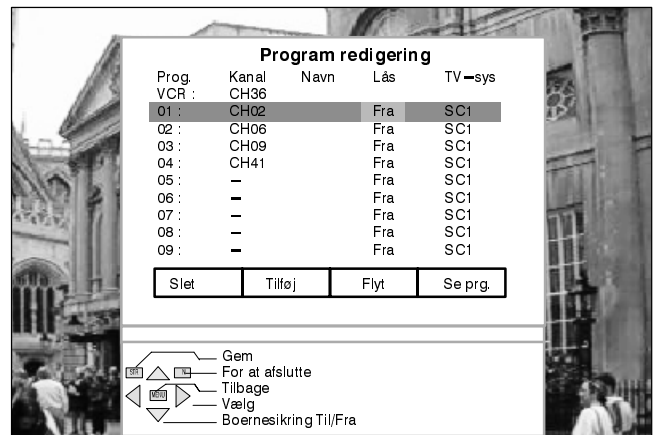 Program redigering
Prog. Kanal Navn Lås TV–sys
VCR : CH36
01 : CH02 Fra SC1
02 : CH06 Fra SC1
03 : CH09 Fra SC1
04 : CH41 Fra SC1
05 : – Fra SC1
06 : – Fra SC1
07 : – Fra SC1
08 : – Fra SC1
09 : – Fra SC1
Slet Tilføj Flyt Se prg.
Gem
STR For at afslutte
Tilbage
MENU Vælg
Boernesikring Til/Fra